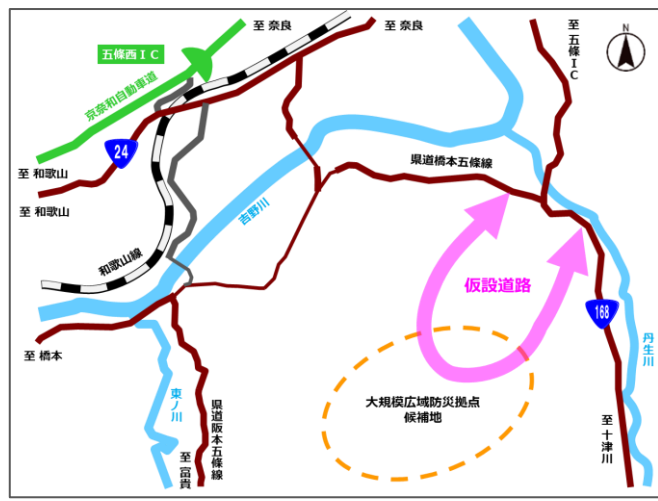 至 奈良
至 奈良
五條西ＩＣ
至 五條ＩＣ
N
京奈和自動車道
24
至 和歌山
至 和歌山
県道橋本五條線
吉野川
和歌山線
仮設道路
168
丹生川
至 橋本
東ノ川
県道阪本五條線
至 富貴
大規模広域防災拠点
候補地
至 十津川